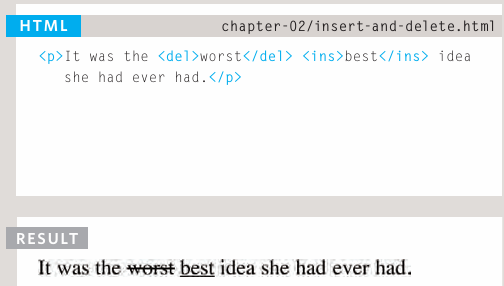 HTML
chapter-02/insert-and-delete.html
<p>It was the <del>worst</del> <ins>best</ins> idea
she had ever had.</p>
RESULT
It was the worst best idea she had ever had.